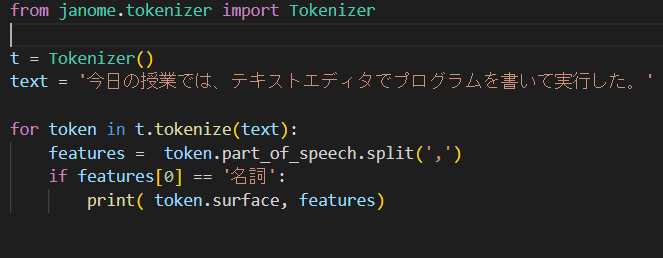 from janome.tokenizer import Tokenizer
t = Tokenizer()
text = '今日の授業では、テキストエディタでプログラムを書いて実行した。'
for token in t.tokenize(text):
    features =  token.part_of_speech.split(',')
    if features[0] == '名詞':
        print( token.surface, features)